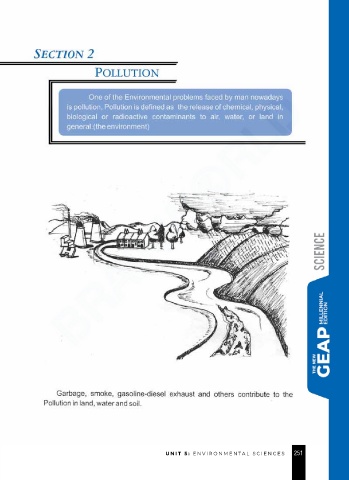 SECTION 2
POLLUTION
One of the Environmental problems faced by man nowadays
is pollution. Pollution is defined as the release of chemical, physical,
biological or radioactive contaminants to air, water, or land in
general (the environment)
SCIENCE
THE NEW
GEAP
MILLENNIAL
EDITION
Garbage, smoke, gasoline-diesel exhaust and others contribute to the
Pollution in land, water and soil.
UNIT 5: ENVIRONMENTAL SCIENCES
251